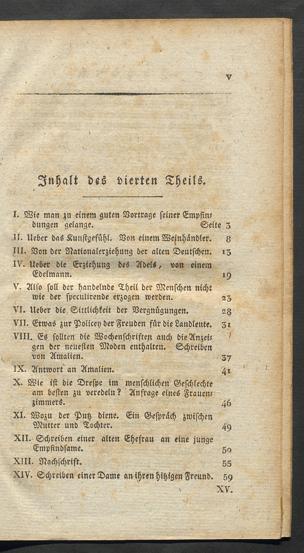 V
Inhalt des vierten Theils.
I. Wie man zu einem guten Vortrage seiner Empfin-
dungen gelange. Seite 3
II. Ueber das Kunstgefühl. Von einem Weinhändler. 8
III. Von der Nationalerziehung der alten Deutschen. 13
IV. Ueber die Erziehung des Adels, von einem
Edelmann. 19
V. Also soll der handelnde Theil der Menschen nicht
wie der speculirende erzogen werden. 23
VI. Ueber die Sittlichkeit der Vergnügungen. 28
VII. Etwas zur Policey der Freuden für die Landleute. 31
VIII. Es sollten die Wochenschriften auch die Anzei-
gen der neuesten Moden enthalten. Schreiben
von Amalien. 37
IX. Antwort an Amalien. 41
X. Wie ist die Drespe im menschlichen Geschlechte
am besten zu veredeln? Anfrage eines Frauen-
zimmers. 46
XI. Wozu der Putz diene. Ein Gespräch zwischen
Mutter und Tochter. 49
XII. Schreiben einer alten Ehefrau an eine junge
Empfindsame. 50
XIII. Nachschrift. 55
XIV. Schreiben einer Dame an ihren hitzigen Freund. 59
XV.